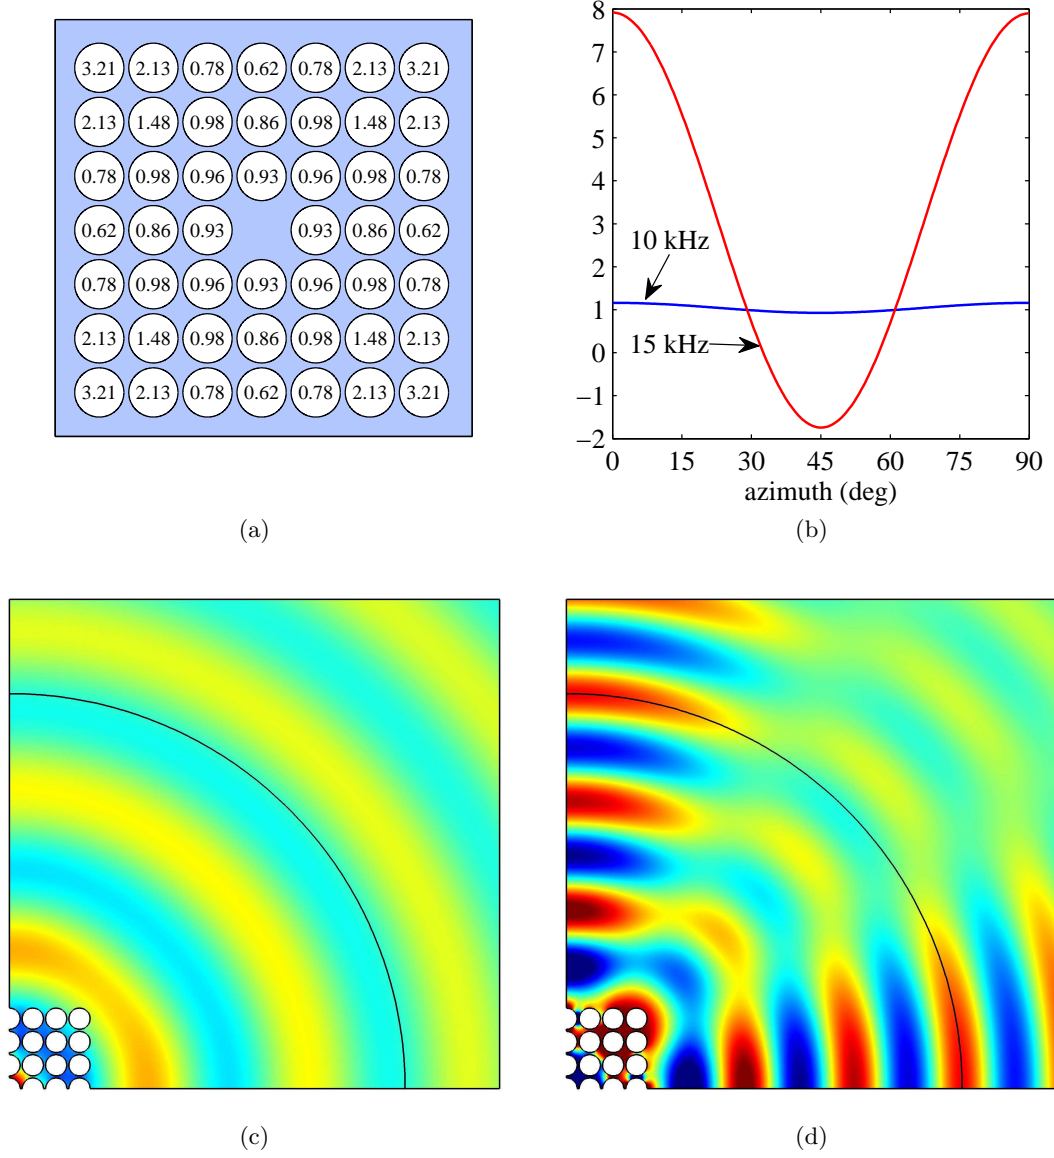 3.21 2.13 0.78 0.62 0.78 2.13 3.21
2.13 1.48 0.98 0.86 0.98 1.48 2.13
0.78 0.98 0.96 0.93 0.96 0.98 0.78
0.62 0.86 0.93 0.93 0.86 0.62
0.78 0.98 0.96 0.93 0.96 0.98 0.78
2.13 1.48 0.98 0.86 0.98 1.48 2.13
3.21 2.13 0.78 0.62 0.78 2.13 3.21
(a)
8
7
6
5
4
3
2
1
0
−1
−2
10 kHz
15 kHz
0 15 30 45 60 75 90
azimuth (deg)
(b)
(c)
(d)